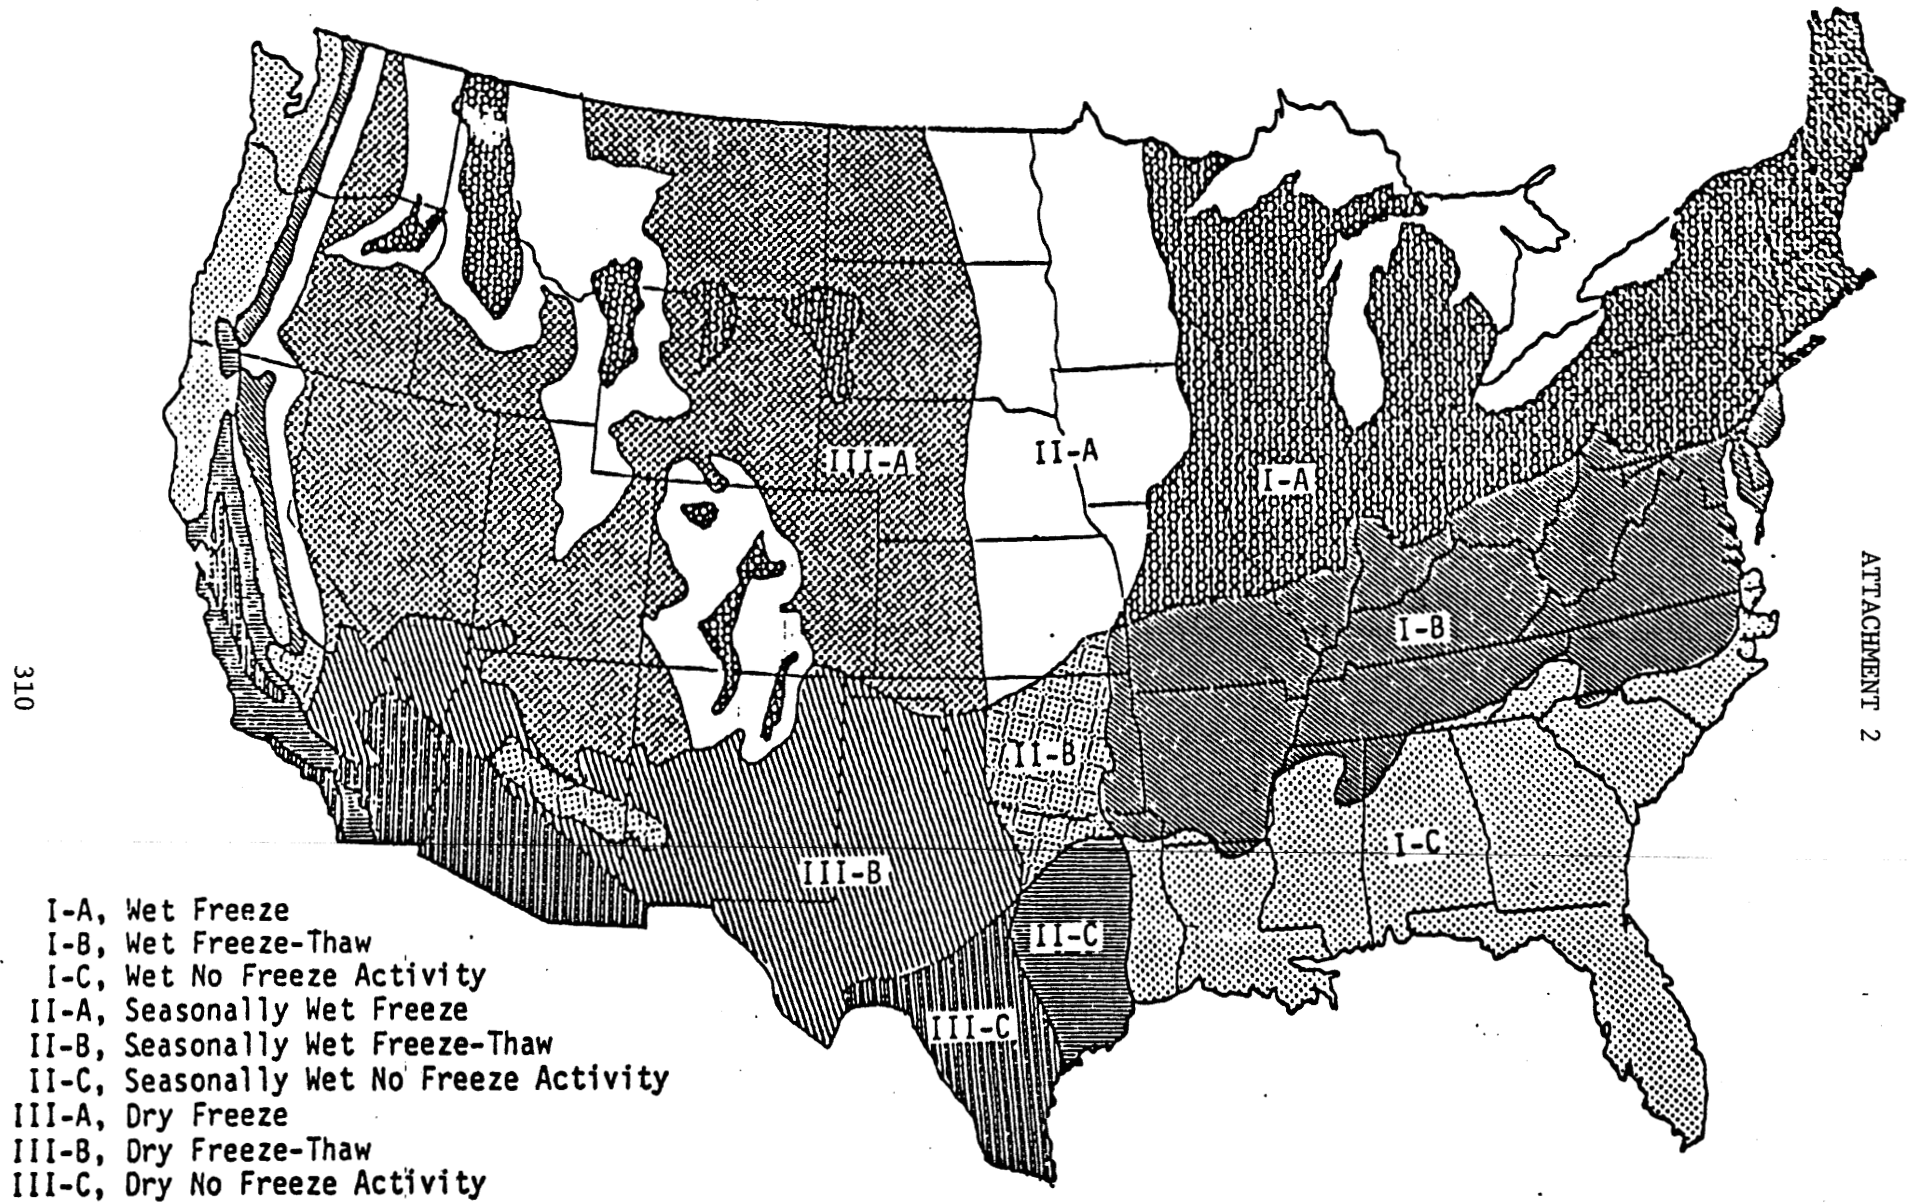 III-A
II-A
I-A
I-B
II-B
I-C
III-B
II-C
III-C
I-A, Wet Freeze
I-B, Wet Freeze-Thaw
I-C, Wet No Freeze Activity
II-A, Seasonally Wet Freeze
II-B, Seasonally Wet Freeze-Thaw
II-C, Seasonally Wet No Freeze Activity
III-A, Dry Freeze
III-B, Dry Freeze-Thaw
III-C, Dry No Freeze Activity
ATTACHMENT 2
310